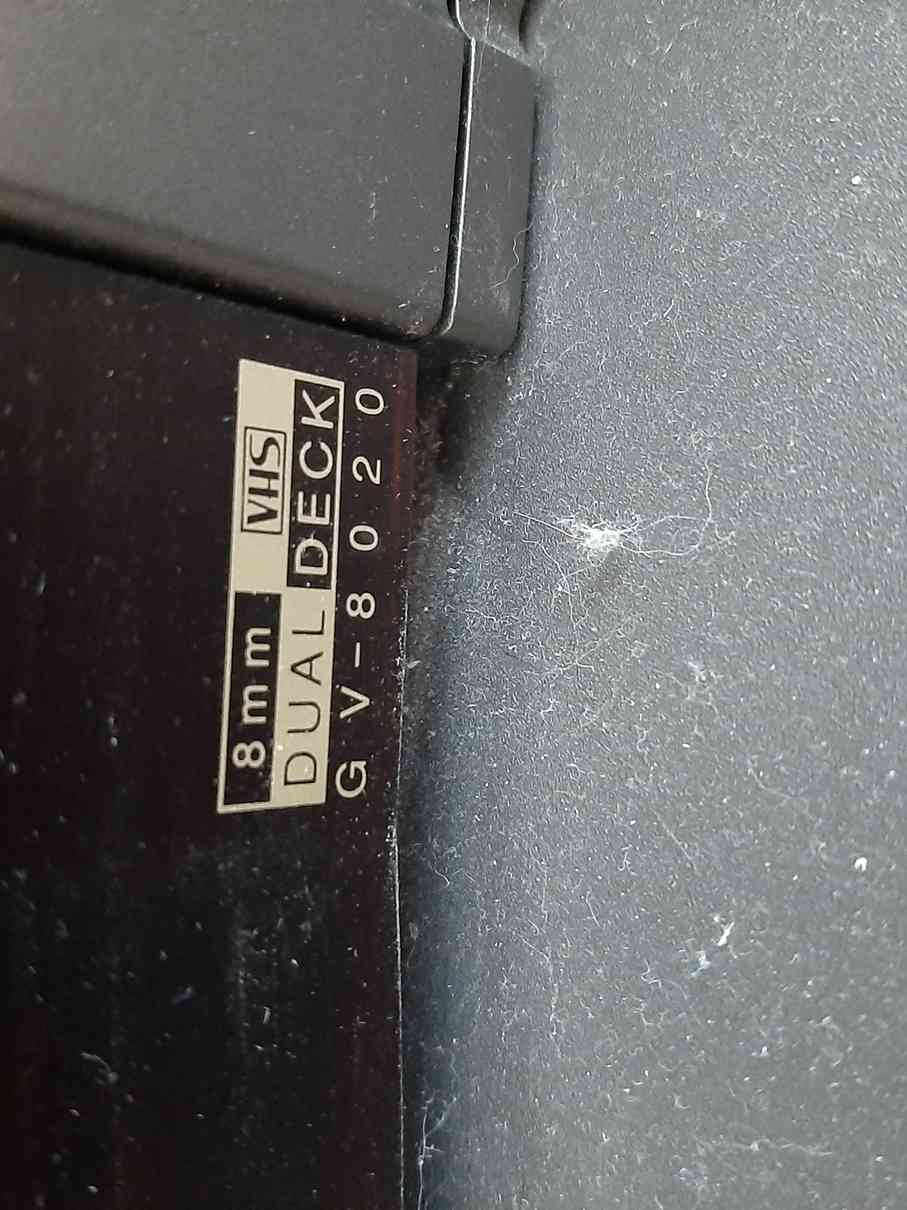 8mm VHS
DUAL DECK
GV-8020